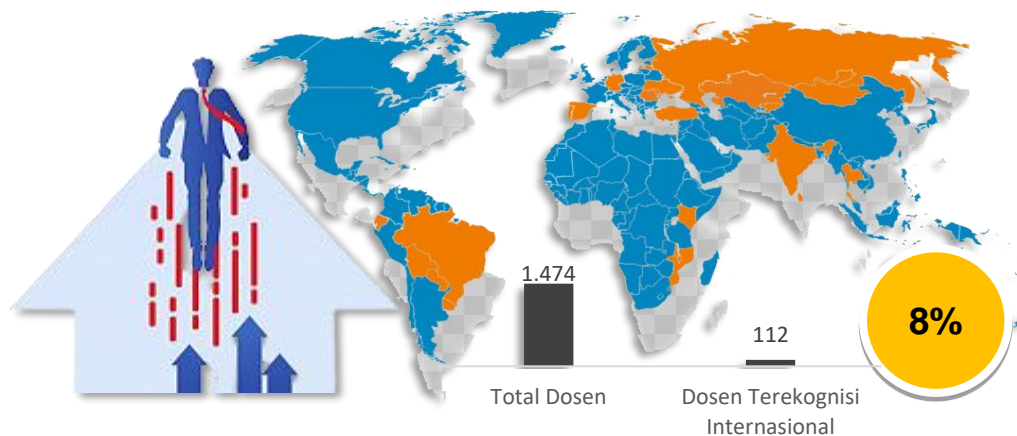 1.474
112
8%
Total Dosen
Dosen Terekognisi
Internasional